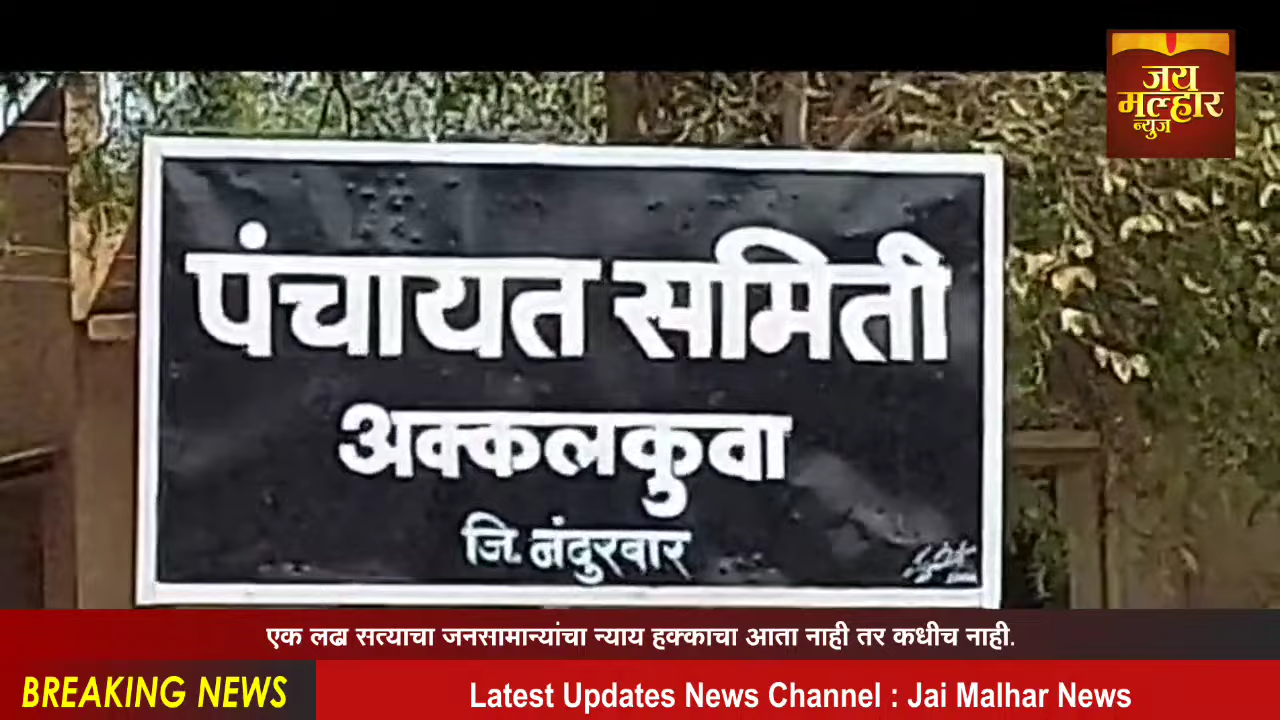 जय
मल्हार
न्युज
पंचायत समिती
अक्कलकुवा
जि. नंदुरबार
एक लढा सत्याचा जनसामान्यांचा न्याय हक्काचा आता नाही तर कधीच नाही.
BREAKING NEWS
Latest Updates News Channel : Jai Malhar News